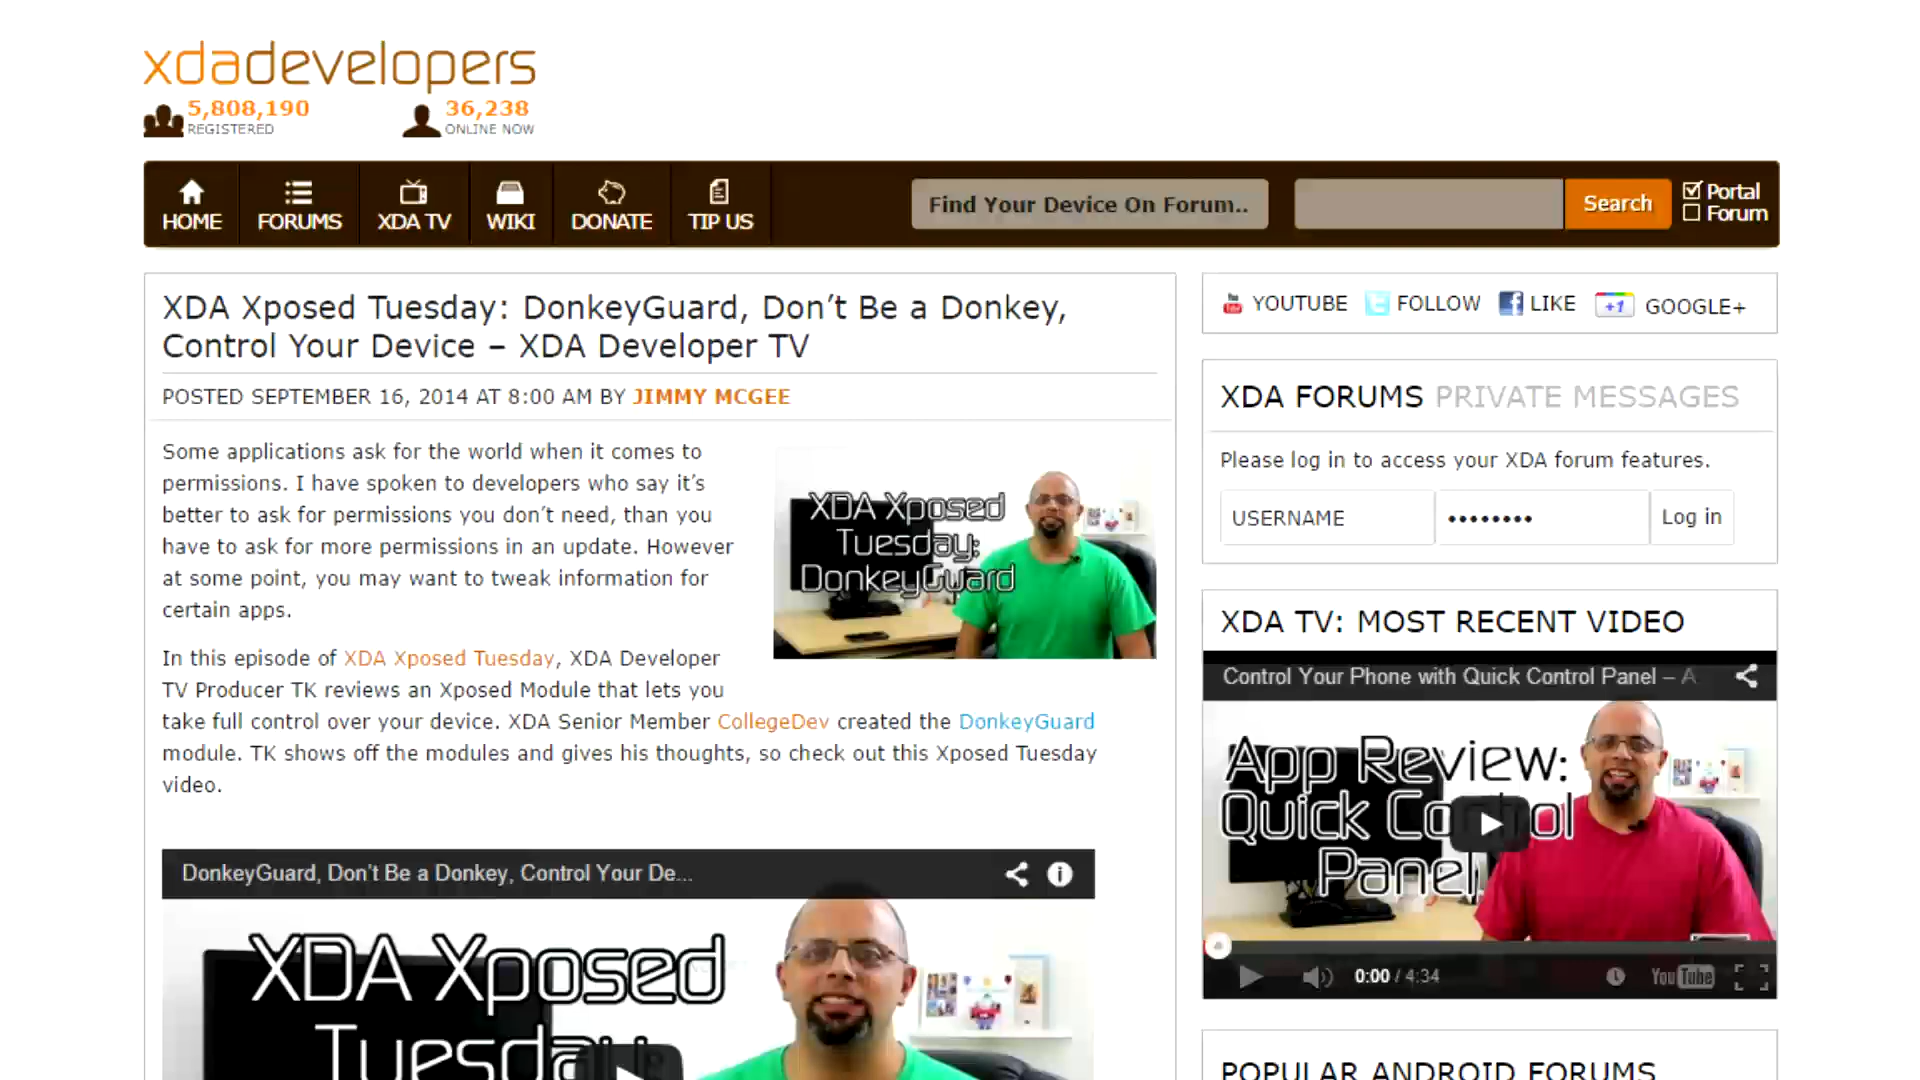 xdadevelopers
5,808,190
REGISTERED
36,238
ONLINE NOW
HOME
FORUMS
XDA TV
WIKI
DONATE
TIP US
Find Your Device On Forum..
Search
Portal
Forum
XDA Xposed Tuesday: DonkeyGuard, Don’t Be a Donkey,
Control Your Device – XDA Developer TV
POSTED SEPTEMBER 16, 2014 AT 8:00 AM BY JIMMY MCGEE
Some applications ask for the world when it comes to
permissions. I have spoken to developers who say it’s
better to ask for permissions you don’t need, than you
have to ask for more permissions in an update. However
at some point, you may want to tweak information for
certain apps.
XDA Xposed
Tuesday:
DonkeyGuard
In this episode of XDA Xposed Tuesday, XDA Developer
TV Producer TK reviews an Xposed Module that lets you
take full control over your device. XDA Senior Member CollegeDev created the DonkeyGuard
module. TK shows off the modules and gives his thoughts, so check out this Xposed Tuesday
video.
DonkeyGuard, Don't Be a Donkey, Control Your De...
XDA Xposed
Tuesday
YOUTUBE
FOLLOW
LIKE
+1
GOOGLE+
XDA FORUMS PRIVATE MESSAGES
Please log in to access your XDA forum features.
USERNAME
••••••••
Log in
XDA TV: MOST RECENT VIDEO
Control Your Phone with Quick Control Panel – A
App Review:
Quick Control
Panel
0:00 / 4:34
YouTube
POPULAR ANDROID FORUMS